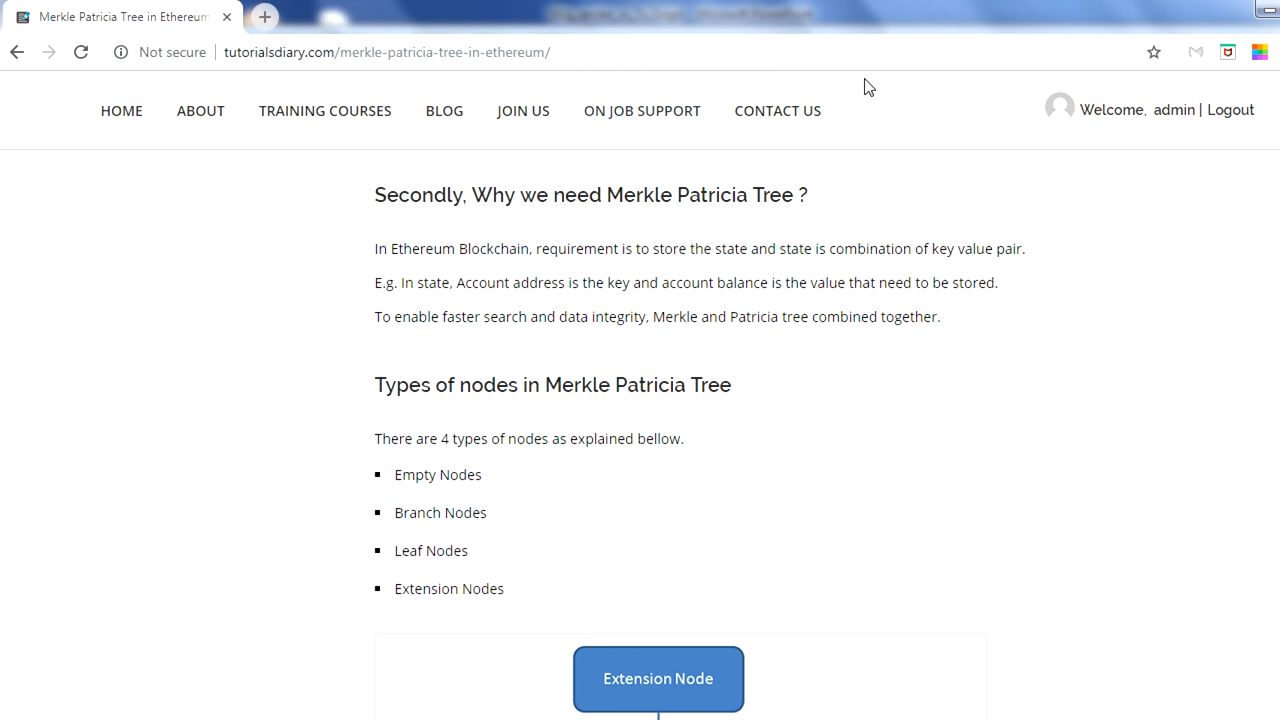 Merkle Patricia Tree in Ethereum
Not secure
tutorialsdiary.com/merkle-patricia-tree-in-ethereum/
HOME ABOUT TRAINING COURSES BLOG JOIN US ON JOB SUPPORT CONTACT US
Welcome, admin | Logout
Secondly, Why we need Merkle Patricia Tree ?
In Ethereum Blockchain, requirement is to store the state and state is combination of key value pair.
E.g. In state, Account address is the key and account balance is the value that need to be stored.
To enable faster search and data integrity, Merkle and Patricia tree combined together.
Types of nodes in Merkle Patricia Tree
There are 4 types of nodes as explained bellow.
Empty Nodes
Branch Nodes
Leaf Nodes
Extension Nodes
Extension Node